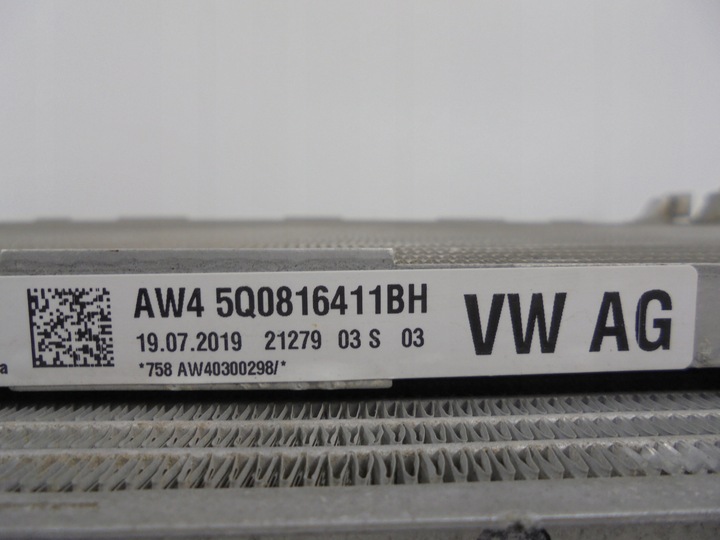 AW4 5Q0816411BH
19.07.2019 21279 03 S 03
*758 AW40300298/*
VW AG
a